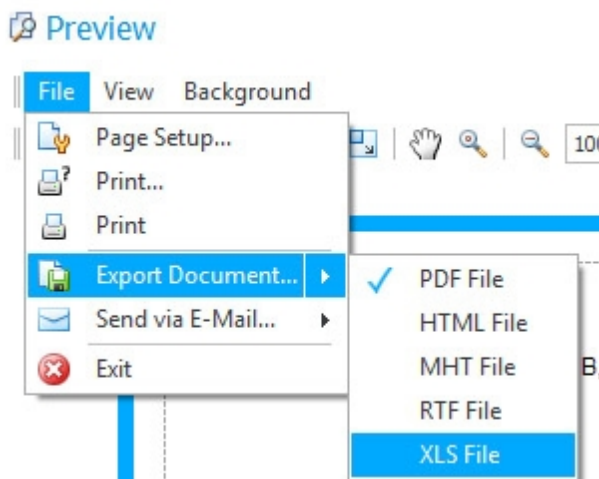 Preview
File View Background
Page Setup...
Print...
Print
Export Document...
Send via E-Mail...
Exit
PDF File
HTML File
MHT File
RTF File
XLS File